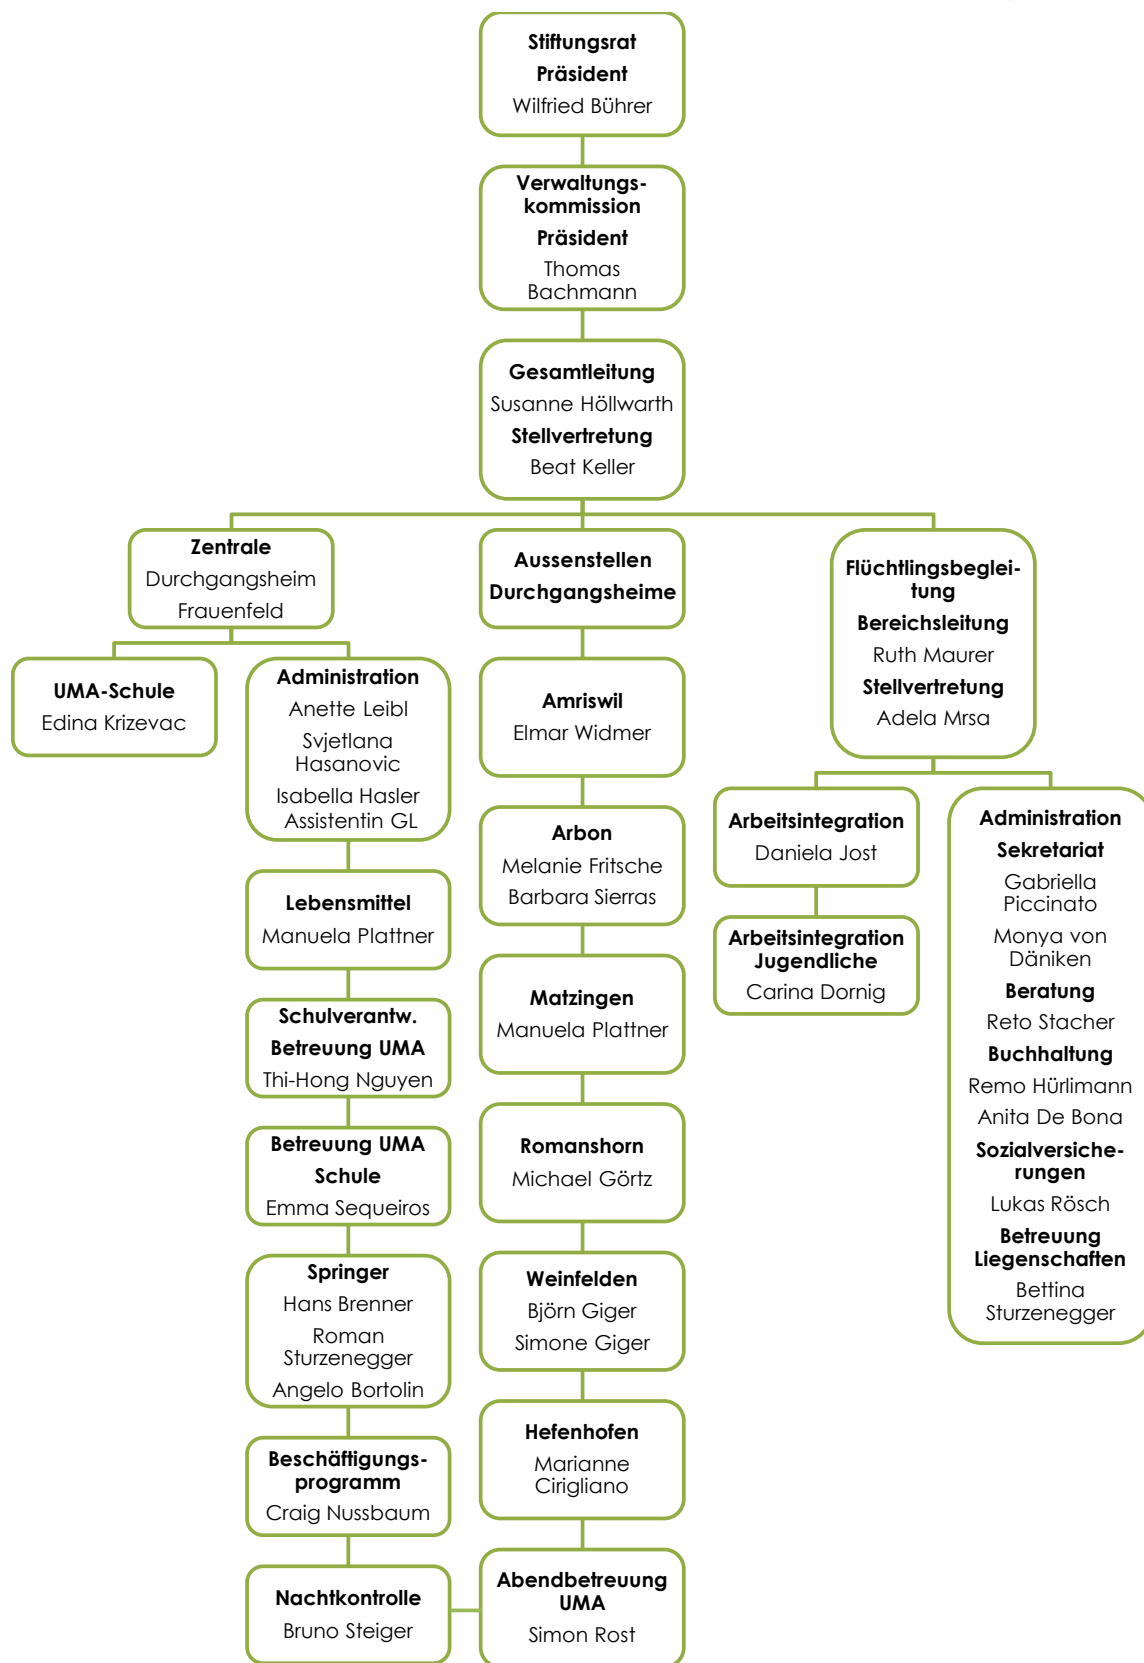 Stiftungsrat
Präsident
Wilfried Bührer
Verwaltungs-
kommission
Präsident
Thomas
Bachmann
Gesamtleitung
Susanne Höllwarth
Stellvertretung
Beat Keller
Zentrale
Durchgangsheim
Frauenfeld
UMA-Schule
Edina Krizevac
Administration
Anette Leibl
Svjetlana
Hasanovic
Isabella Hasler
Assistentin GL
Lebensmittel
Manuela Plattner
Schulverantw.
Betreuung UMA
Thi-Hong Nguyen
Betreuung UMA
Schule
Emma Sequeiros
Springer
Hans Brenner
Roman
Sturzenegger
Angelo Bortolin
Beschäftigungs-
programm
Craig Nussbaum
Nachtkontrolle
Bruno Steiger
Aussenstellen
Durchgangsheime
Amriswil
Elmar Widmer
Arbon
Melanie Fritsche
Barbara Sierras
Matzingen
Manuela Plattner
Romanshorn
Michael Görtz
Weinfelden
Björn Giger
Simone Giger
Hefenhofen
Marianne
Cirigliano
Abendbetreuung
UMA
Simon Rost
Flüchtlingsbeglei-
tung
Bereichsleitung
Ruth Maurer
Stellvertretung
Adela Mrsa
Arbeitsintegration
Daniela Jost
Arbeitsintegration
Jugendliche
Carina Dornig
Administration
Sekretariat
Gabriella
Piccinato
Monya von
Däniken
Beratung
Reto Stacher
Buchhaltung
Remo Hürlimann
Anita De Bona
Sozialversiche-
rungen
Lukas Rösch
Betreuung
Liegenschaften
Bettina
Sturzenegger